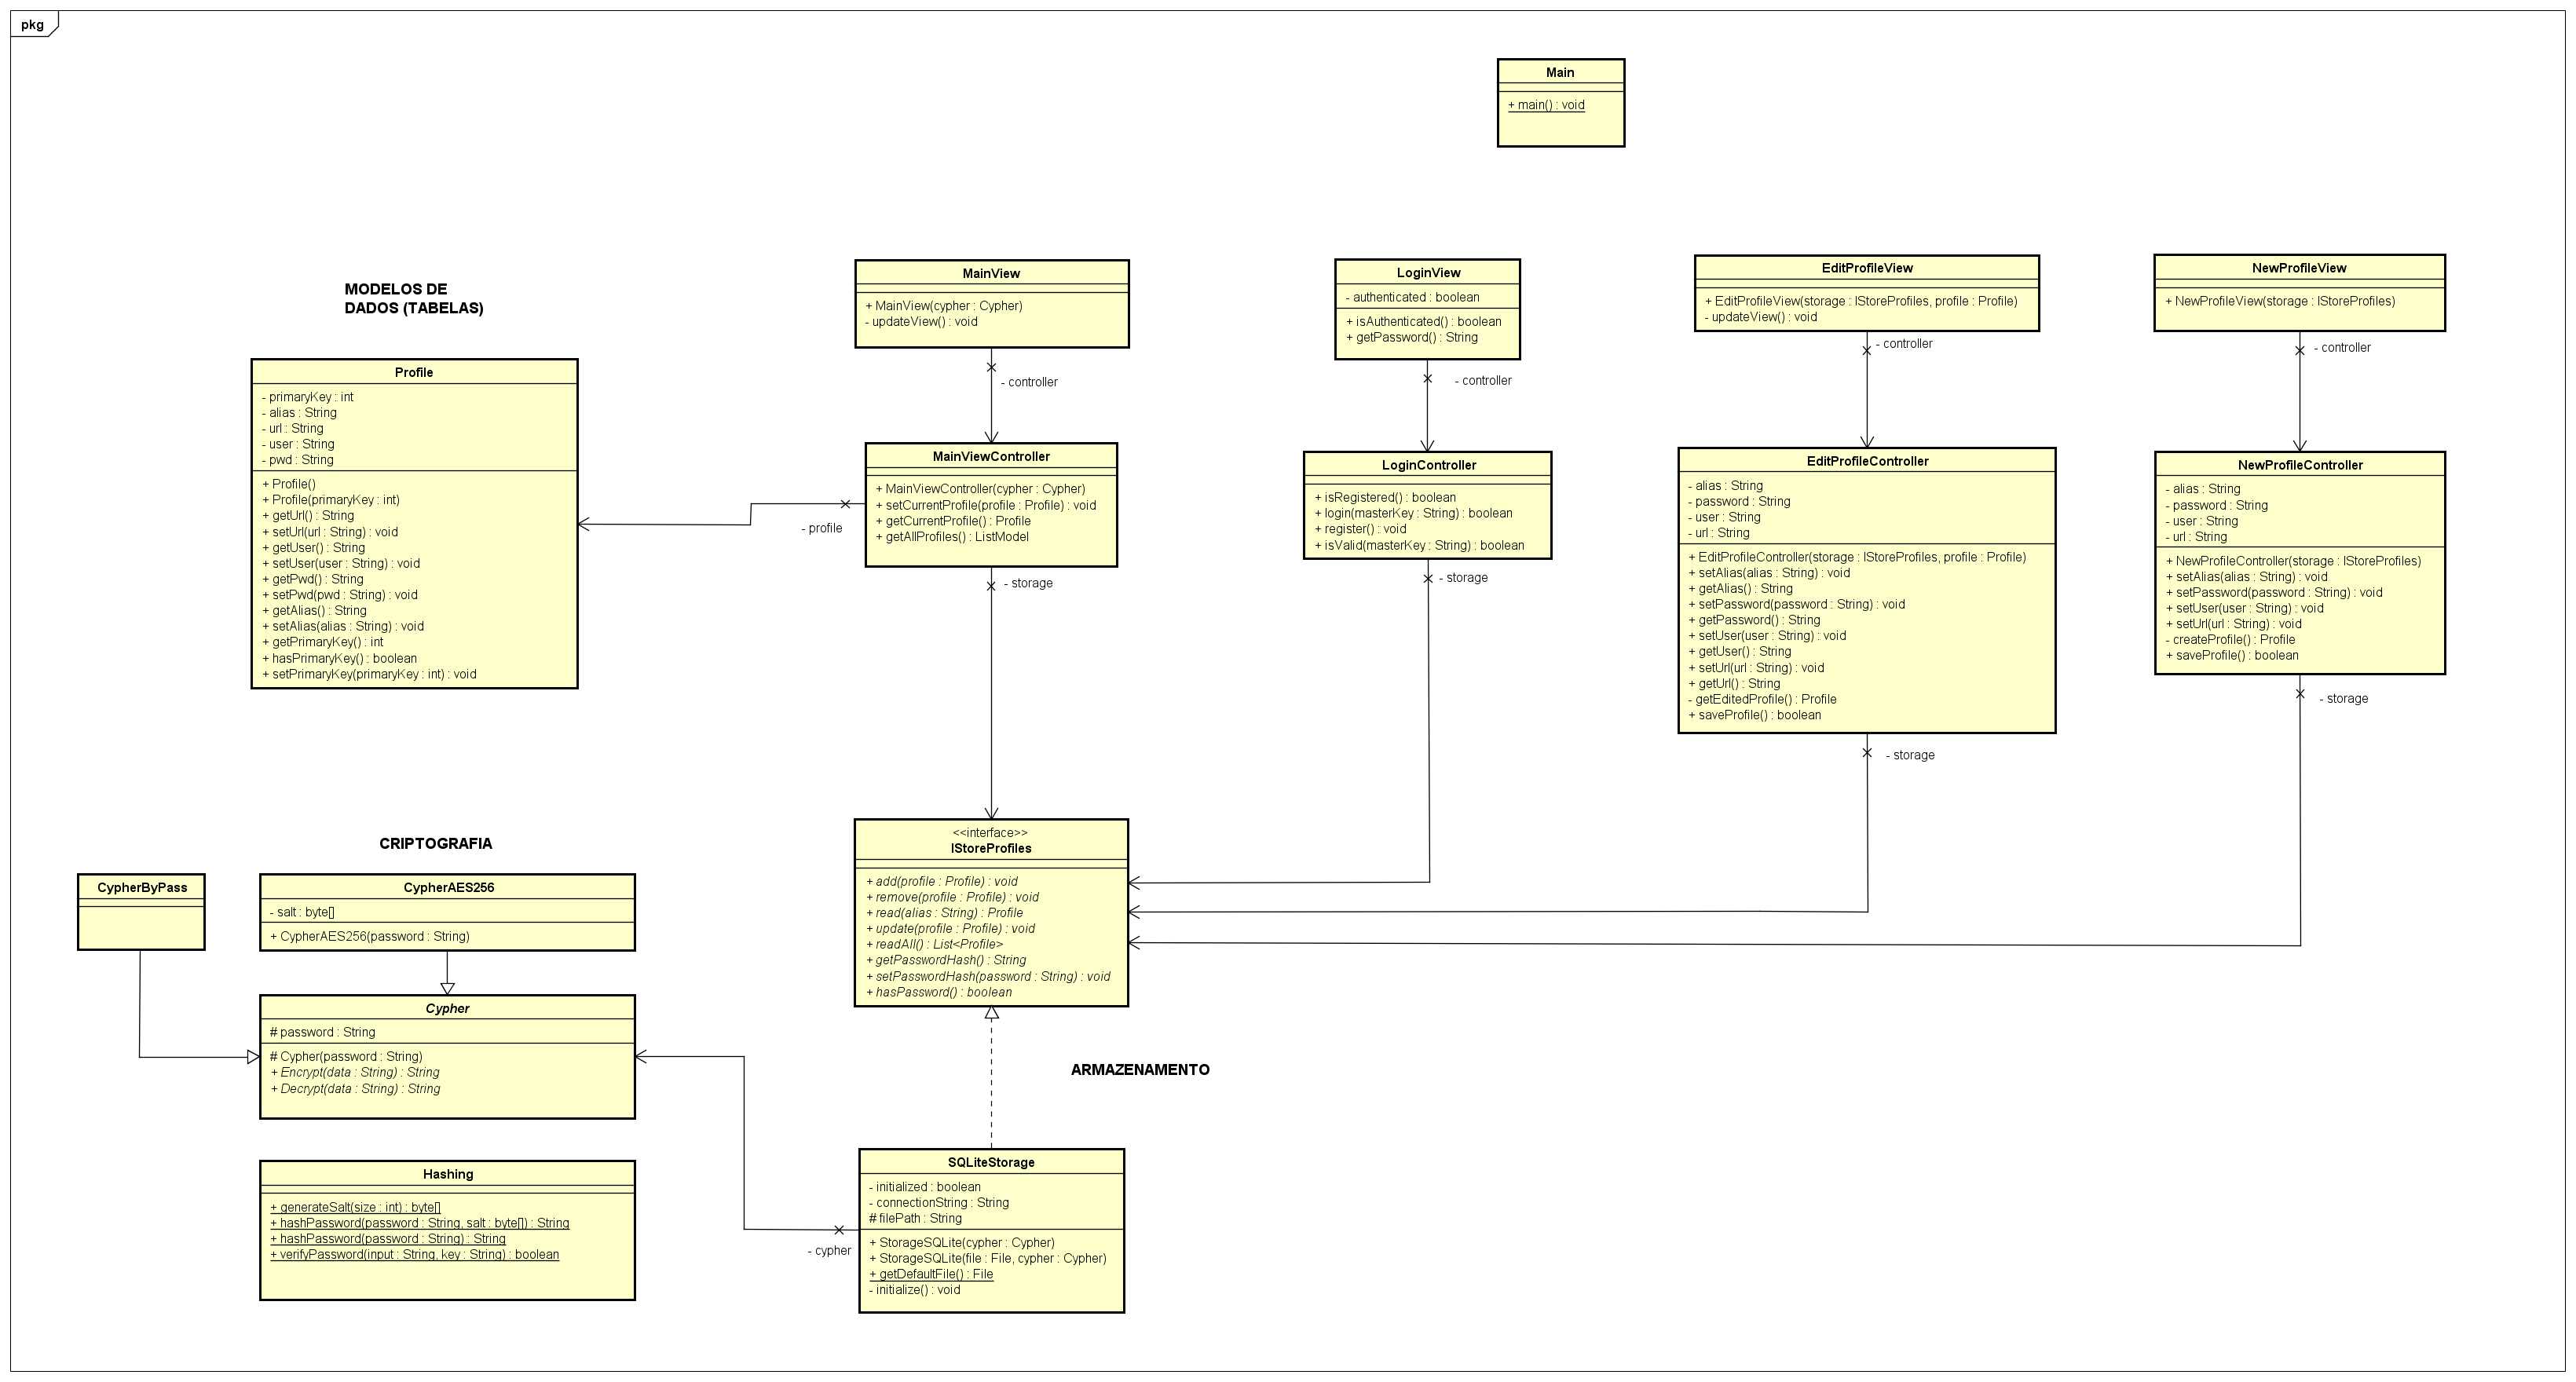 pkg
Main
+ main() : void
MODELOS DE
DADOS (TABELAS)
Profile
- primaryKey : int
- alias : String
- url : String
- user : String
- pwd : String
+ Profile()
+ Profile(primaryKey : int)
+ getUrl() : String
+ setUrl(url : String) : void
+ getUser() : String
+ setUser(user : String) : void
+ getPwd() : String
+ setPwd(pwd : String) : void
+ getAlias() : String
+ setAlias(alias : String) : void
+ getPrimaryKey() : int
+ hasPrimaryKey() : boolean
+ setPrimaryKey(primaryKey : int) : void
MainView
+ MainView(cypher : Cypher)
- updateView() : void
- controller
MainViewController
+ MainViewController(cypher : Cypher)
+ setCurrentProfile(profile : Profile) : void
+ getCurrentProfile() : Profile
+ getAllProfiles() : ListModel
- profile
- storage
LoginView
- authenticated : boolean
+ isAuthenticated() : boolean
+ getPassword() : String
- controller
LoginController
+ isRegistered() : boolean
+ login(masterKey : String) : boolean
+ register() : void
+ isValid(masterKey : String) : boolean
- storage
EditProfileView
+ EditProfileView(storage : IStoreProfiles, profile : Profile)
- updateView() : void
- controller
EditProfileController
- alias : String
- password : String
- user : String
- url : String
+ EditProfileController(storage : IStoreProfiles, profile : Profile)
+ setAlias(alias : String) : void
+ getAlias() : String
+ setPassword(password : String) : void
+ getPassword() : String
+ setUser(user : String) : void
+ getUser() : String
+ setUrl(url : String) : void
+ getUrl() : String
- getEditedProfile() : Profile
+ saveProfile() : boolean
- storage
NewProfileView
+ NewProfileView(storage : IStoreProfiles)
- controller
NewProfileController
- alias : String
- password : String
- user : String
- url : String
+ NewProfileController(storage : IStoreProfiles)
+ setAlias(alias : String) : void
+ setPassword(password : String) : void
+ setUser(user : String) : void
+ setUrl(url : String) : void
- createProfile() : Profile
+ saveProfile() : boolean
- storage
CRIPTOGRAFIA
CypherByPass
CypherAES256
- salt : byte[]
+ CypherAES256(password : String)
Cypher
# password : String
# Cypher(password : String)
+ Encrypt(data : String) : String
+ Decrypt(data : String) : String
Hashing
+ generateSalt(size : int) : byte[]
+ hashPassword(password : String, salt : byte[]) : String
+ hashPassword(password : String) : String
+ verifyPassword(input : String, key : String) : boolean
<<interface>>
IStoreProfiles
+ add(profile : Profile) : void
+ remove(profile : Profile) : void
+ read(alias : String) : Profile
+ update(profile : Profile) : void
+ readAll() : List<Profile>
+ getPasswordHash() : String
+ setPasswordHash(password : String) : void
+ hasPassword() : boolean
ARMAZENAMENTO
SQLiteStorage
- initialized : boolean
- connectionString : String
# filePath : String
+ StorageSQLite(cypher : Cypher)
+ StorageSQLite(file : File, cypher : Cypher)
+ getDefaultFile() : File
- initialize() : void
- cypher